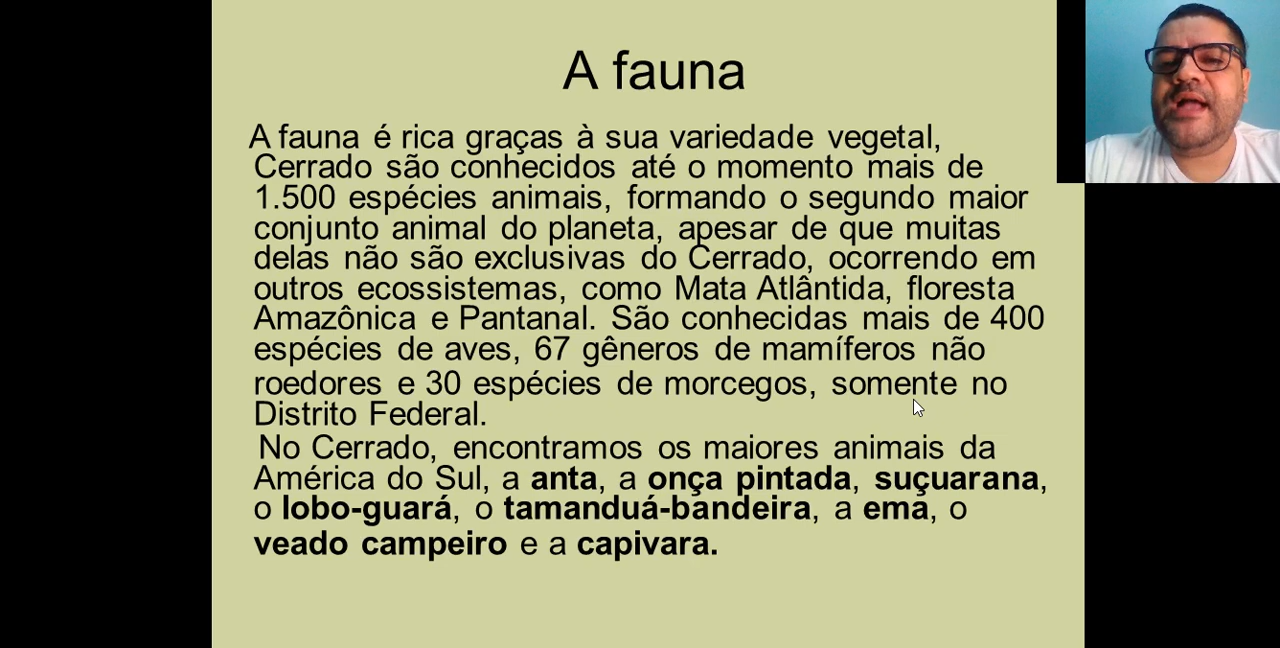 A fauna
A fauna é rica graças à sua variedade vegetal,
Cerrado são conhecidos até o momento mais de
1.500 espécies animais, formando o segundo maior
conjunto animal do planeta, apesar de que muitas
delas não são exclusivas do Cerrado, ocorrendo em
outros ecossistemas, como Mata Atlântida, floresta
Amazônica e Pantanal. São conhecidas mais de 400
espécies de aves, 67 gêneros de mamíferos não
roedores e 30 espécies de morcegos, somente no
Distrito Federal.
No Cerrado, encontramos os maiores animais da
América do Sul, a anta, a onça pintada, suçuarana,
o lobo-guará, o tamanduá-bandeira, a ema, o
veado campeiro e a capivara.